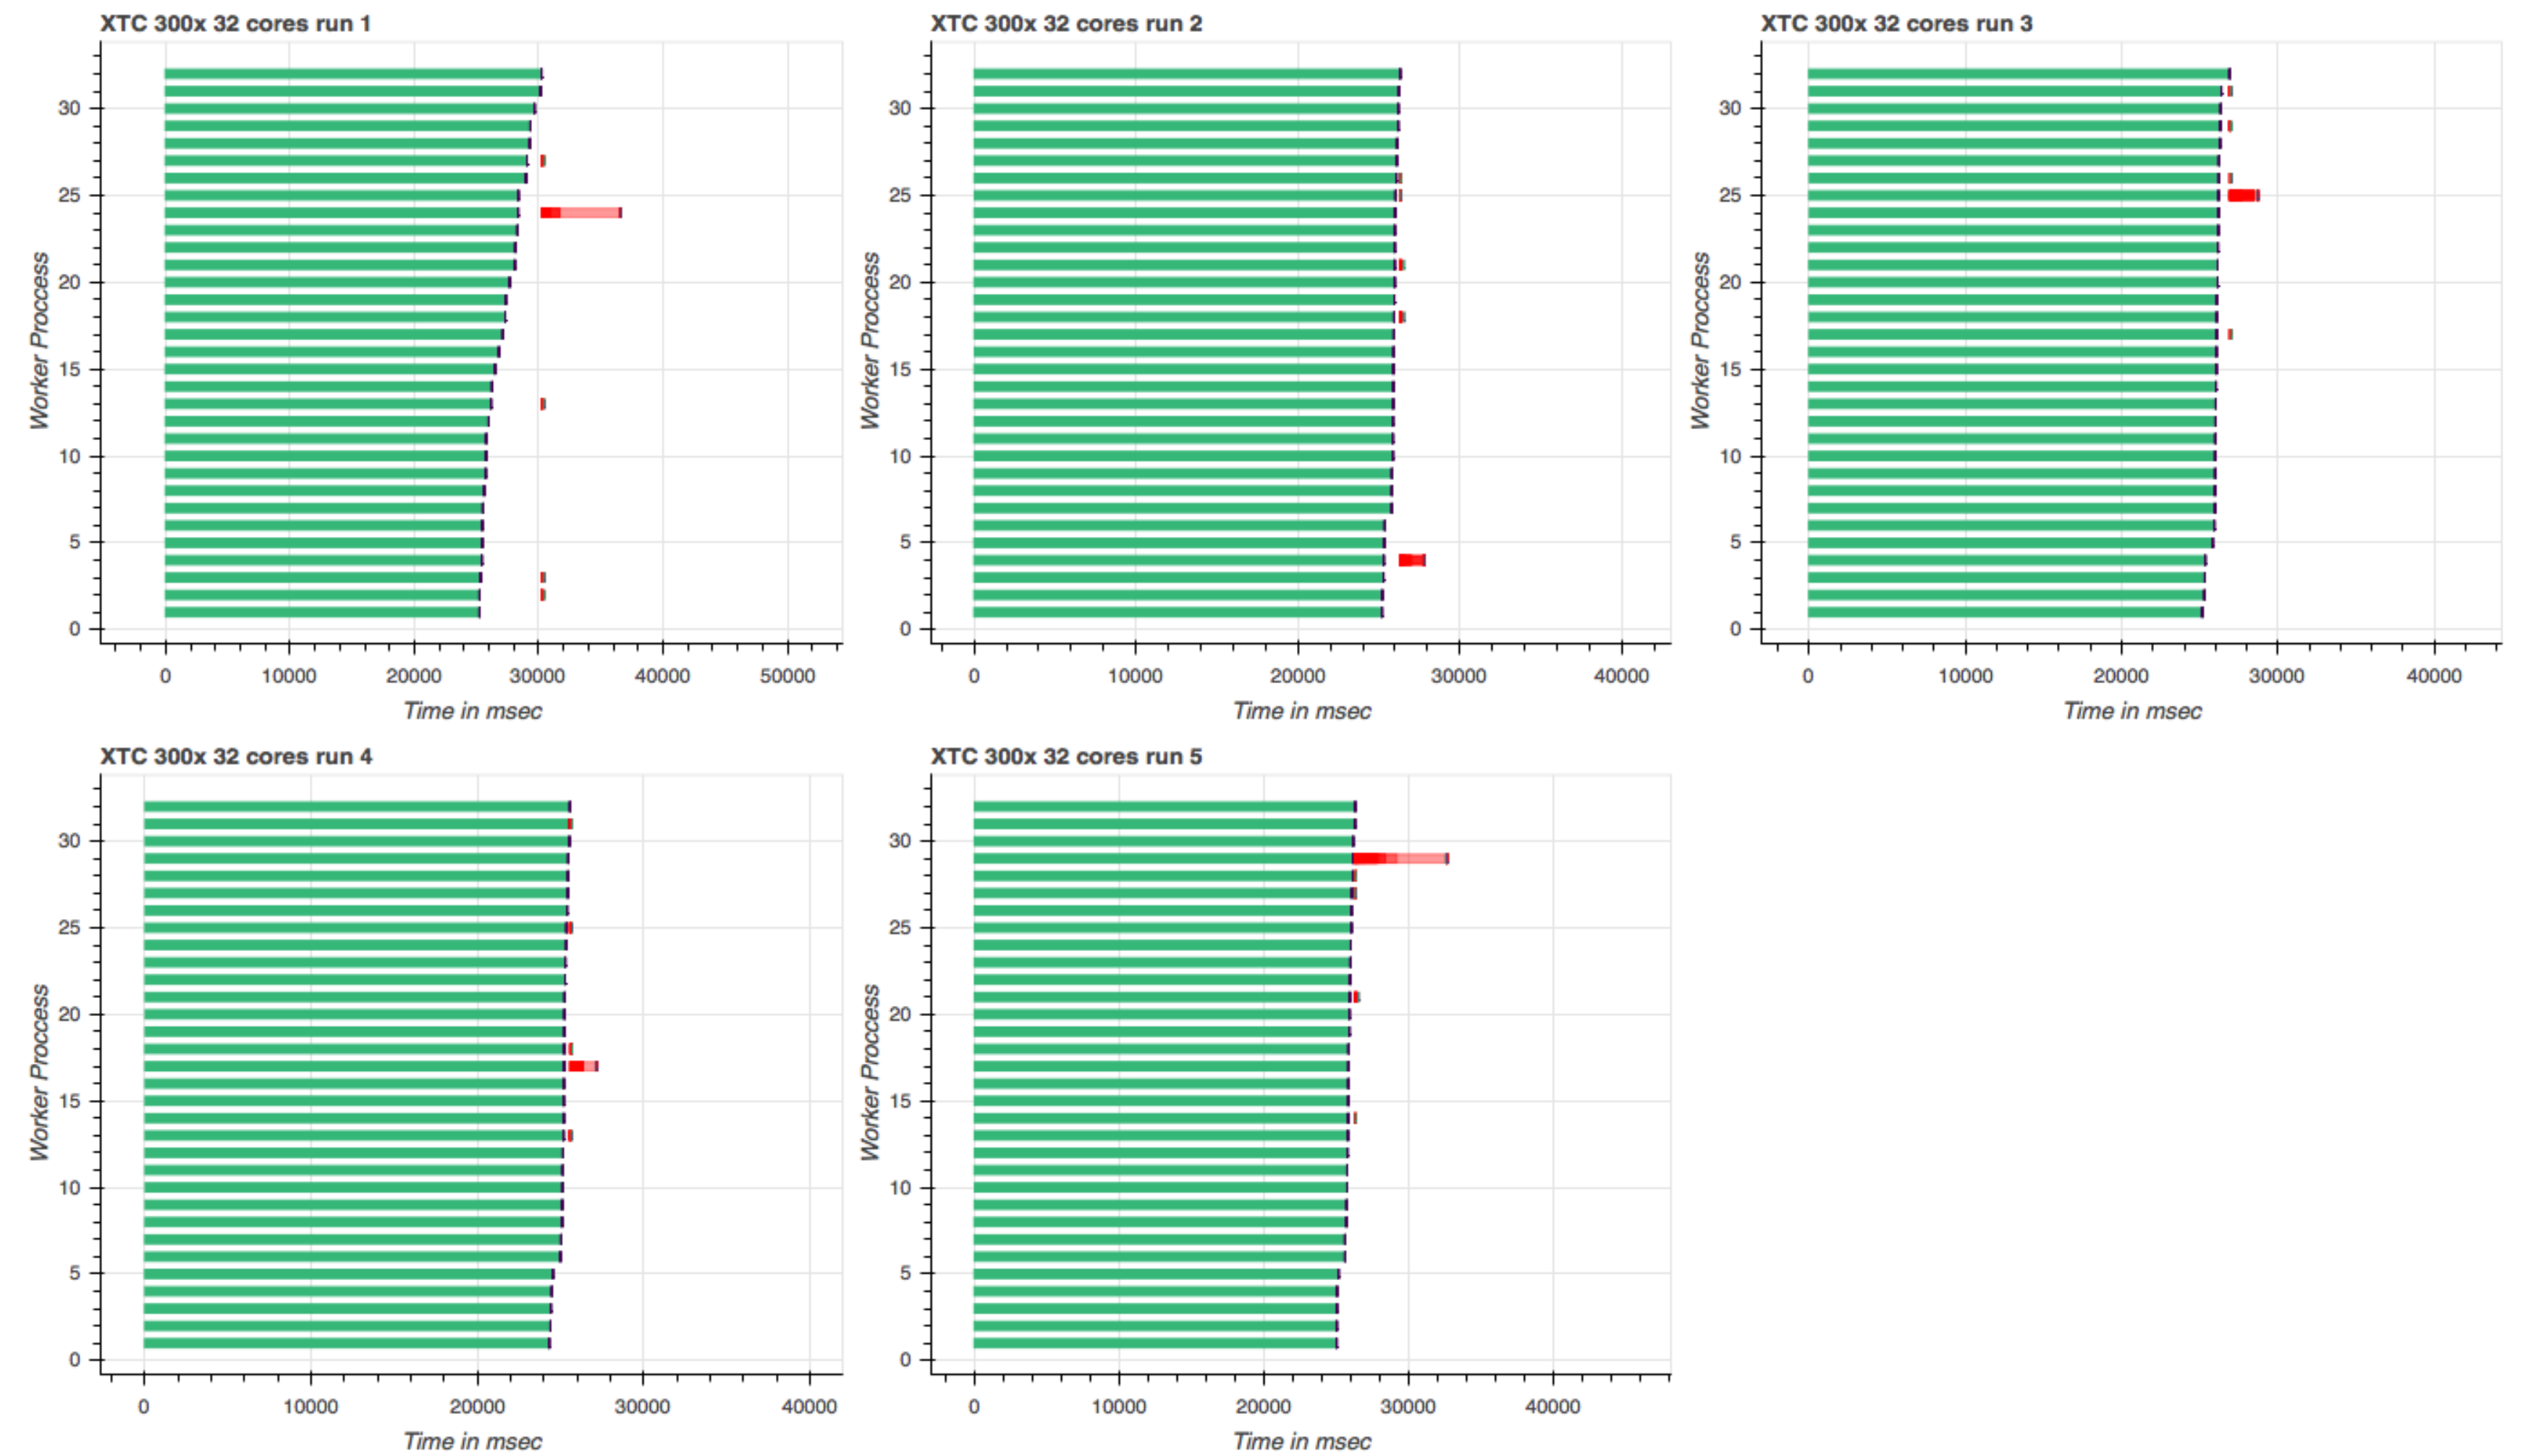 XTC 300x 32 cores run 1
Worker Proccess
30
25
20
15
10
5
0
0 10000 20000 30000 40000 50000
Time in msec
XTC 300x 32 cores run 2
Worker Proccess
30
25
20
15
10
5
0
0 10000 20000 30000 40000
Time in msec
XTC 300x 32 cores run 3
Worker Proccess
30
25
20
15
10
5
0
0 10000 20000 30000 40000
Time in msec
XTC 300x 32 cores run 4
Worker Proccess
30
25
20
15
10
5
0
0 10000 20000 30000 40000
Time in msec
XTC 300x 32 cores run 5
Worker Proccess
30
25
20
15
10
5
0
0 10000 20000 30000 40000
Time in msec